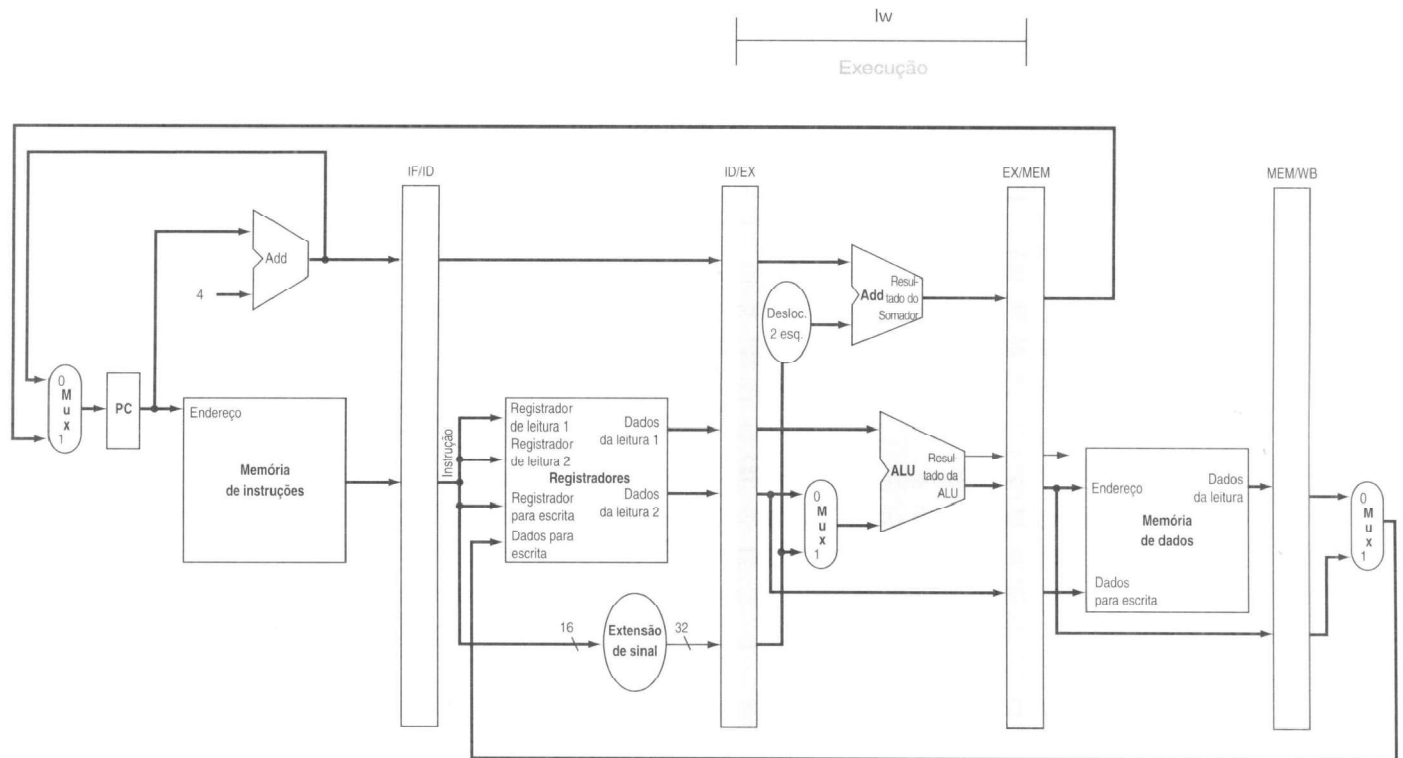 lw
Execução
IF/ID
ID/EX
EX/MEM
MEM/WB
Add
4
Add
Resul-
tado do
Somador
Desloc.
2 esq.
0
M
u
x
1
PC
Endereço
Memória
de instruções
Instrução
Registrador
de leitura 1
Registrador
de leitura 2
Registradores
Registrador
para escrita
Dados para
escrita
Dados
da leitura 1
Dados
da leitura 2
16
Extensão
de sinal
32
0
M
u
x
1
ALU
Resul-
tado da
ALU
Endereço
Dados
da leitura
Memória
de dados
Dados
para escrita
0
M
u
x
1